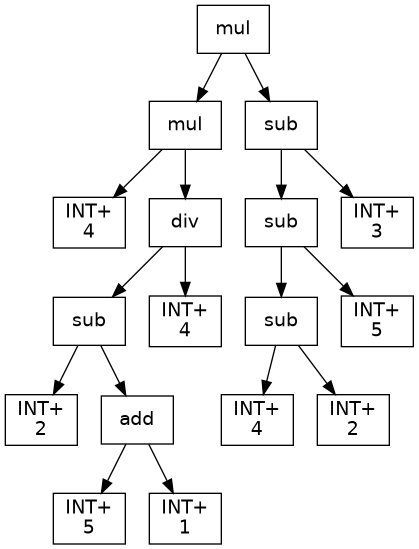 mul
mul
sub
INT+
4
div
sub
INT+
3
sub
INT+
4
sub
INT+
5
INT+
2
add
INT+
4
INT+
2
INT+
5
INT+
1